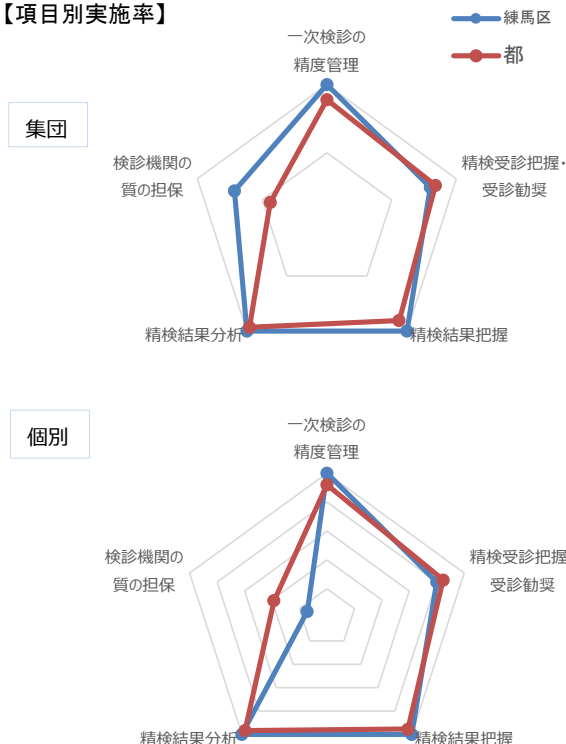 【項目別実施率】
練馬区
都
集団
一次検診の
精度管理
精検受診把握・
受診勧奨
精検結果把握
精検結果分析
検診機関の
質の担保
個別
一次検診の
精度管理
精検受診把握
受診勧奨
精検結果把握
精検結果分析
検診機関の
質の担保